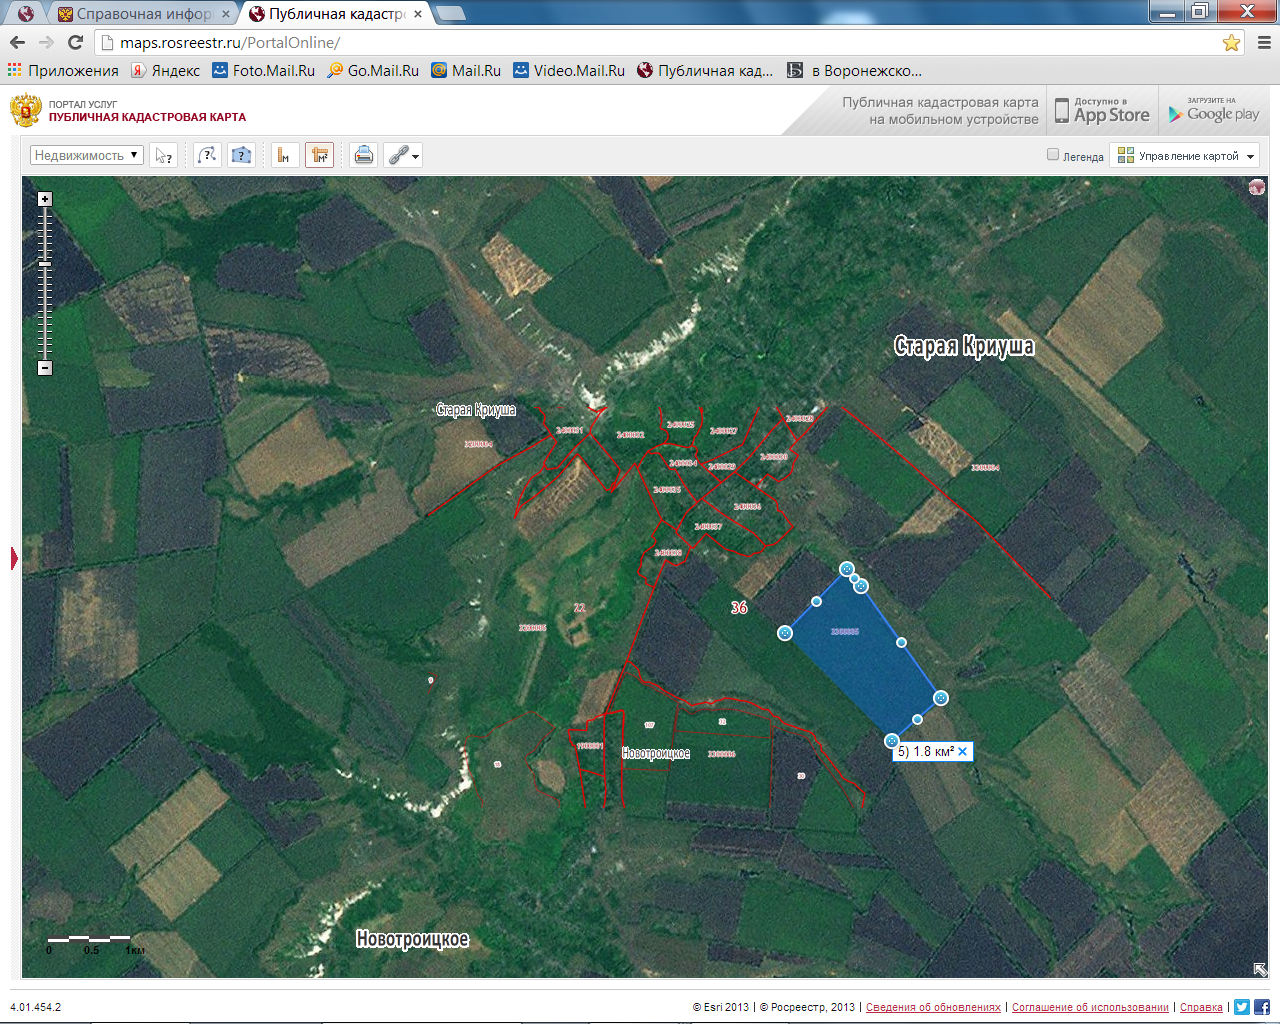 Справочная инфор
Публичная кадастро
maps.rosreestr.ru/PortalOnline/
Приложения
Яндекс
Foto.Mail.Ru
Go.Mail.Ru
Mail.Ru
Video.Mail.Ru
Публичная кад...
в Воронежско...
ПОРТАЛ УСЛУГ
ПУБЛИЧНАЯ КАДАСТРОВАЯ КАРТА
Публичная кадастровая карта
на мобильном устройстве
Доступно в
App Store
ЗАГРУЗИТЕ НА
Google play
Недвижимость
Легенда
Управление картой
Старая Криуша
Старая Криуша
36
22
Новотроицкое
5) 1.8 км²
Новотроицкое
0 0.5 1км
4.01.454.2
© Esri 2013 | © Росреестр, 2013 | Сведения об обновлениях | Соглашение об использовании | Справка |